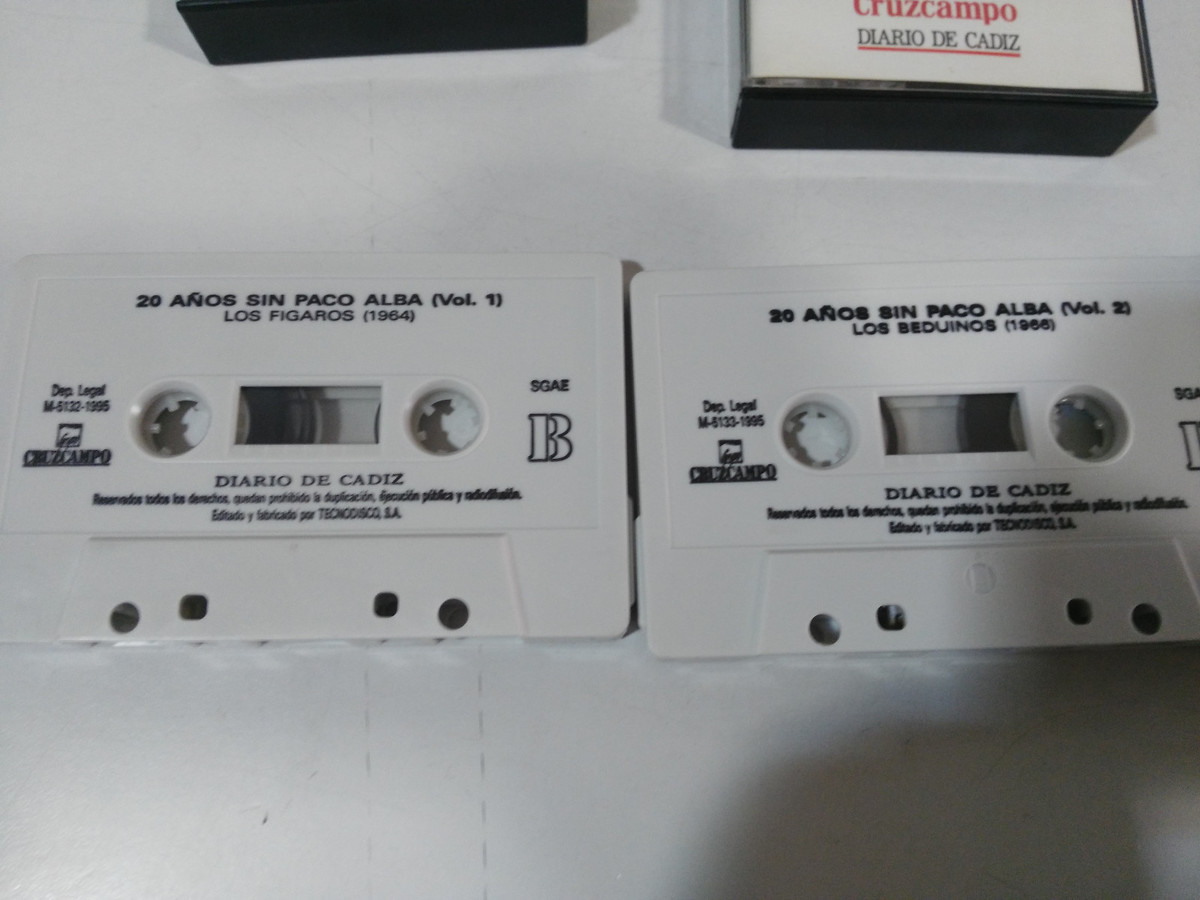 Cruzcampo
DIARIO DE CADIZ
20 AÑOS SIN PACO ALBA (Vol. 1)
LOS FIGAROS (1964)
Dep. Legal
M-5132-1995
CRUZCAMPO
SGAE
B
DIARIO DE CADIZ
Reservados todos los derechos, quedan prohibido la duplicación, ejecución pública y radiodifusión.
Editado y fabricado por TECNODISCO, S.A.
20 AÑOS SIN PACO ALBA (Vol. 2)
LOS BEDUINOS (1966)
Dep. Legal
M-5133-1995
CRUZCAMPO
SGA
DIARIO DE CADIZ
Reservados todos los derechos, quedan prohibido la duplicación, ejecución pública y radiodifusión.
Editado y fabricado por TECNODISCO, S.A.